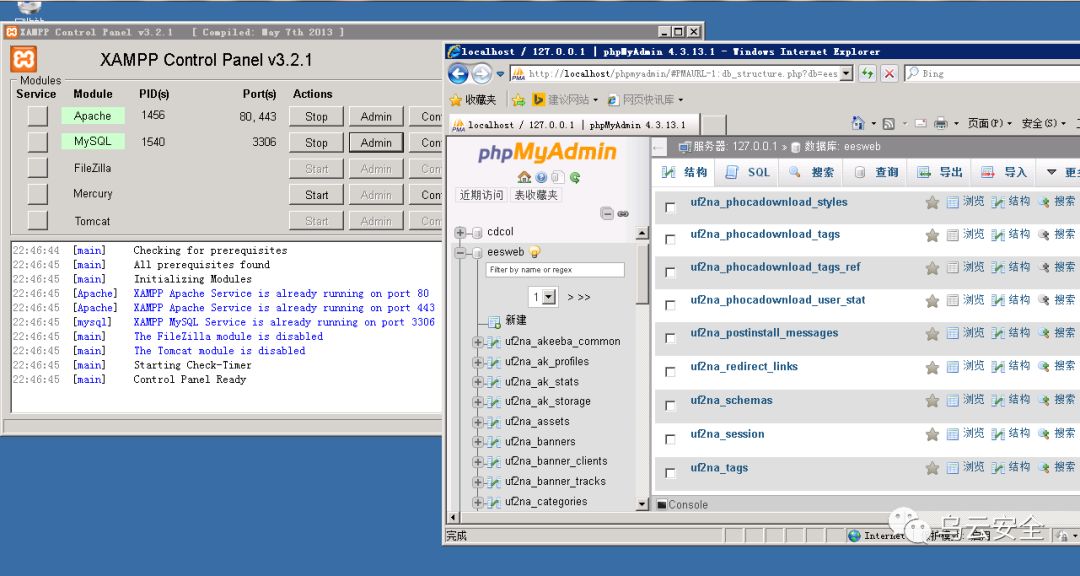 XAMPP Control Panel v3.2.1 [ Compiled: May 7th 2013 ]
XAMPP Control Panel v3.2.1
Modules
Service Module PID(s) Port(s) Actions
Apache 1456 80, 443 Stop Admin Con
MySQL 1540 3306 Stop Admin Con
FileZilla Start Admin Con
Mercury Start Admin Con
Tomcat Start Admin Con
22:46:44 [main] Checking for prerequisites
22:46:45 [main] All prerequisites found
22:46:45 [main] Initializing Modules
22:46:45 [Apache] XAMPP Apache Service is already running on port 80
22:46:45 [Apache] XAMPP Apache Service is already running on port 443
22:46:45 [mysql] XAMPP MySQL Service is already running on port 3306
22:46:45 [main] The FileZilla module is disabled
22:46:45 [main] The Tomcat module is disabled
22:46:45 [main] Starting Check-Timer
22:46:45 [main] Control Panel Ready
localhost / 127.0.0.1 | phpMyAdmin 4.3.13.1 - Windows Internet Explorer
http://localhost/phpmyadmin/#PMAURL-1:db_structure.php?db=ees
Bing
收藏夹 建议网站 网页快讯库
localhost / 127.0.0.1 | phpMyAdmin 4.3.13.1
页面(P) 安全(S)
phpMyAdmin
近期访问 表收藏夹
cdcol
eesweb
Filter by name or regex
1 > >>
新建
uf2na_akeeba_common
uf2na_ak_profiles
uf2na_ak_stats
uf2na_ak_storage
uf2na_assets
uf2na_banners
uf2na_banner_clients
uf2na_banner_tracks
uf2na_categories
服务器: 127.0.0.1 » 数据库: eesweb
结构 SQL 搜索 查询 导出 导入 更多
uf2na_phocadownload_styles 浏览 结构 搜索
uf2na_phocadownload_tags 浏览 结构 搜索
uf2na_phocadownload_tags_ref 浏览 结构 搜索
uf2na_phocadownload_user_stat 浏览 结构 搜索
uf2na_postinstall_messages 浏览 结构 搜索
uf2na_redirect_links 浏览 结构 搜索
uf2na_schemas 浏览 结构 搜索
uf2na_session 浏览 结构 搜索
uf2na_tags 浏览 结构 搜索
Console
完成
Internet
乌云安全